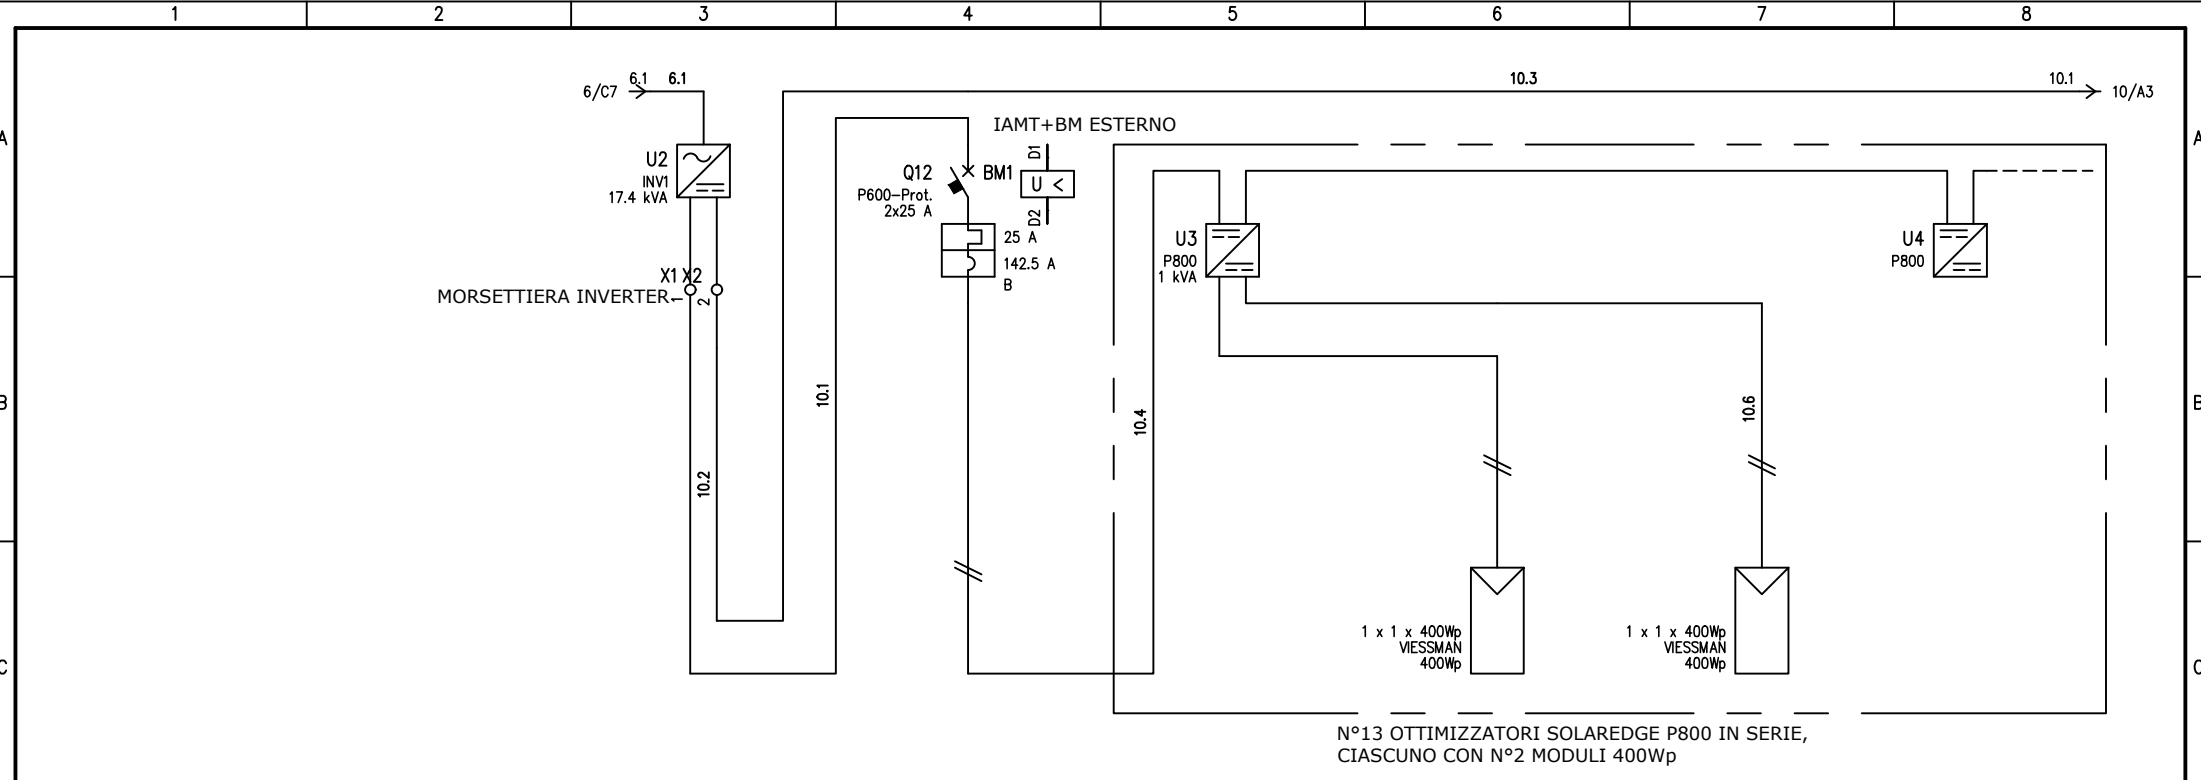 1 2 3 4 5 6 7 8
6/C7 6.1 6.1 10.3 10.1 10/A3
IAMT+BM ESTERNO
A A
U2
INV1
17.4 kVA
Q12
P600-Prot.
2x25 A
BM1
D1
U <
D2
25 A
142.5 A
B
U3
P800
1 kVA
U4
P800
X1 X2
MORSETTIERA INVERTER
1
2
10.1
10.2
10.4
10.6
B B
1 x 1 x 400Wp
VIESSMAN
400Wp
1 x 1 x 400Wp
VIESSMAN
400Wp
C C
N°13 OTTIMIZZATORI SOLAREDGE P800 IN SERIE,
CIASCUNO CON N°2 MODULI 400Wp